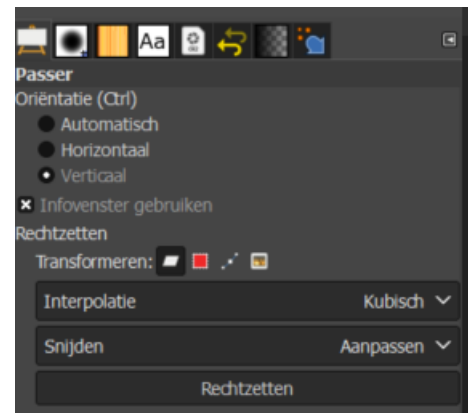 Aa
Passer
Oriëntatie (Ctrl)
Automatisch
Horizontaal
Verticaal
Infovenster gebruiken
Rechtzetten
Transformeren:
Interpolatie Kubisch
Snijden Aanpassen
Rechtzetten